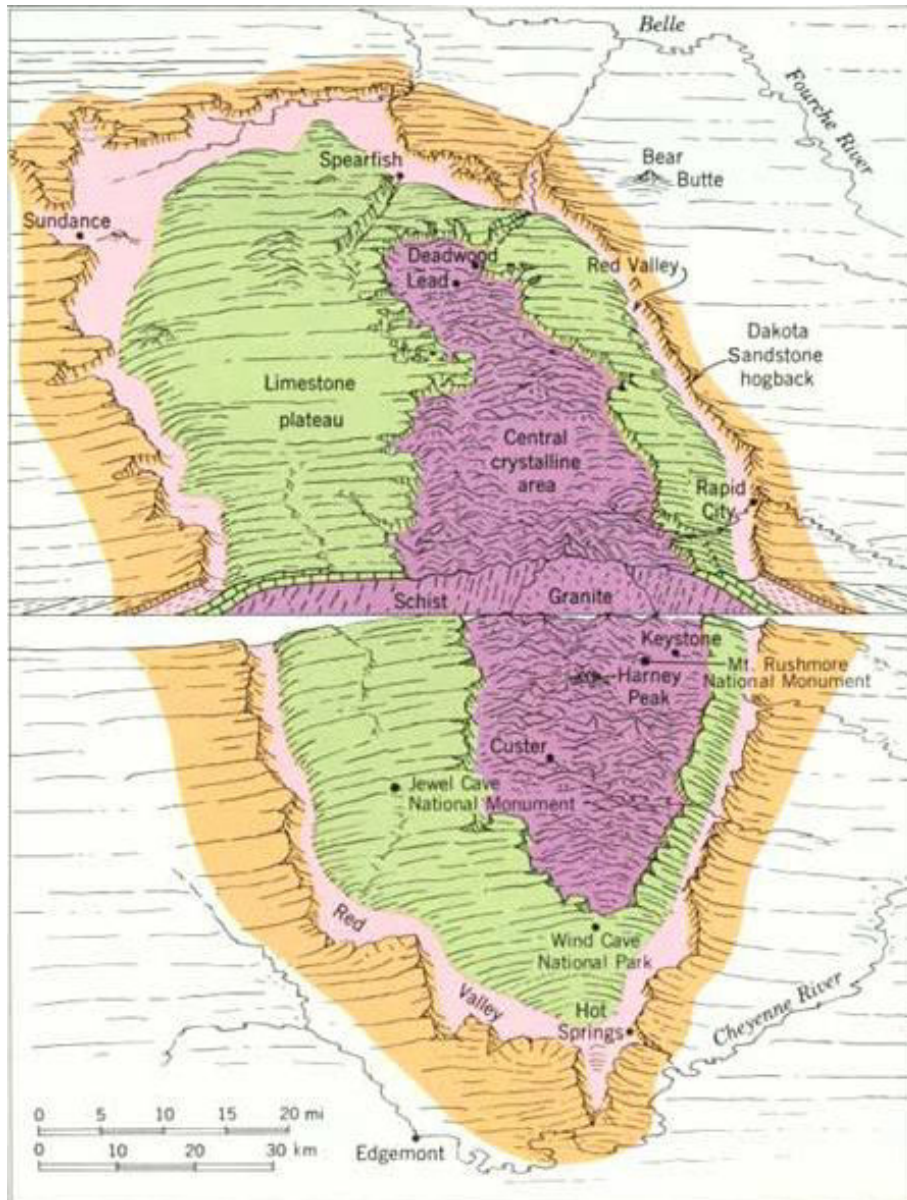 Belle
Fourche River
Bear
Butte
Spearfish
Sundance
Deadwood
Lead
Red Valley
Dakota
Sandstone
hogback
Limestone
plateau
Central
crystalline
area
Rapid
City
Schist
Granite
Keystone
Mt. Rushmore
National Monument
Harney
Peak
Custer
Jewel Cave
National Monument
Red
Valley
Wind Cave
National Park
Hot
Springs
Cheyenne River
0 5 10 15 20 mi
0 10 20 30 km
Edgemont